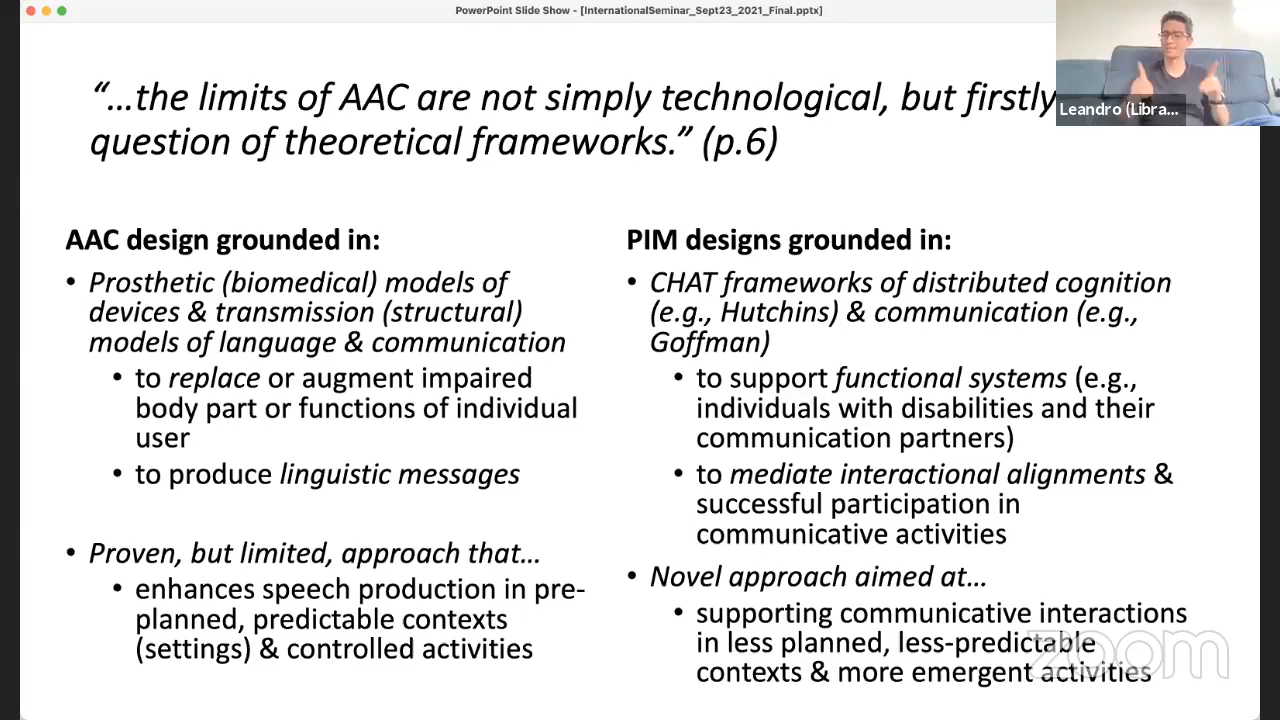 PowerPoint Slide Show - [InternationalSeminar_Sept23_2021_Final.pptx]
Leandro (Libra...
“...the limits of AAC are not simply technological, but firstly
question of theoretical frameworks.” (p.6)
AAC design grounded in:
• Prosthetic (biomedical) models of
devices & transmission (structural)
models of language & communication
• to replace or augment impaired
body part or functions of individual
user
• to produce linguistic messages
• Proven, but limited, approach that...
• enhances speech production in pre-
planned, predictable contexts
(settings) & controlled activities
PIM designs grounded in:
• CHAT frameworks of distributed cognition
(e.g., Hutchins) & communication (e.g.,
Goffman)
• to support functional systems (e.g.,
individuals with disabilities and their
communication partners)
• to mediate interactional alignments &
successful participation in
communicative activities
• Novel approach aimed at...
• supporting communicative interactions
in less planned, less-predictable
contexts & more emergent activities
zoom